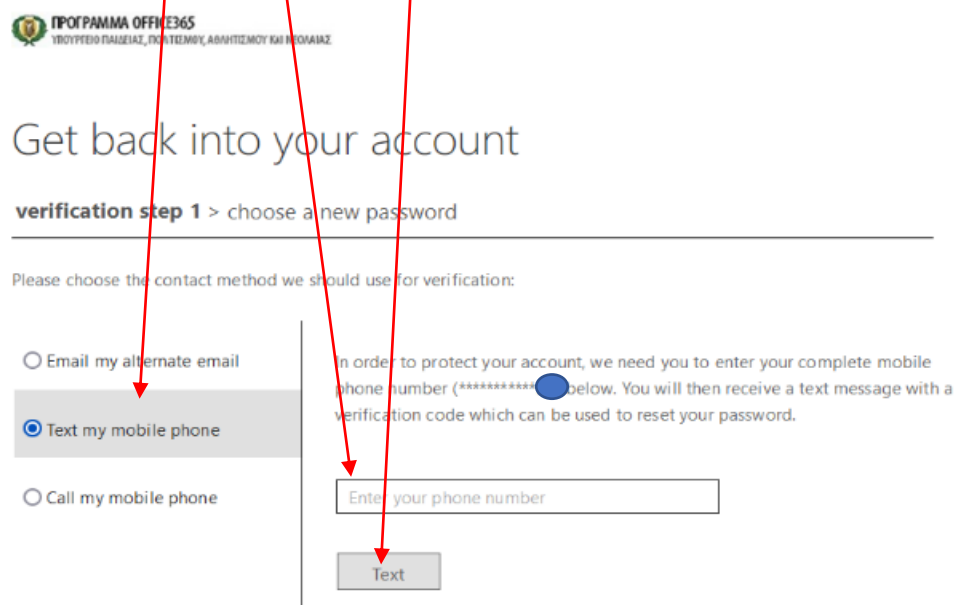 ΠΡΟΓΡΑΜΜΑ OFFICE365
ΥΠΟΥΡΓΕΙΟ ΠΑΙΔΕΙΑΣ, ΠΟΛΙΤΙΣΜΟΥ, ΑΘΛΗΤΙΣΜΟΥ ΚΑΙ ΝΕΟΛΑΙΑΣ
Get back into your account
verification step 1 > choose a new password
Please choose the contact method we should use for verification:
Email my alternate email
Text my mobile phone
Call my mobile phone
In order to protect your account, we need you to enter your complete mobile
phone number (*********** below. You will then receive a text message with a
verification code which can be used to reset your password.
Enter your phone number
Text